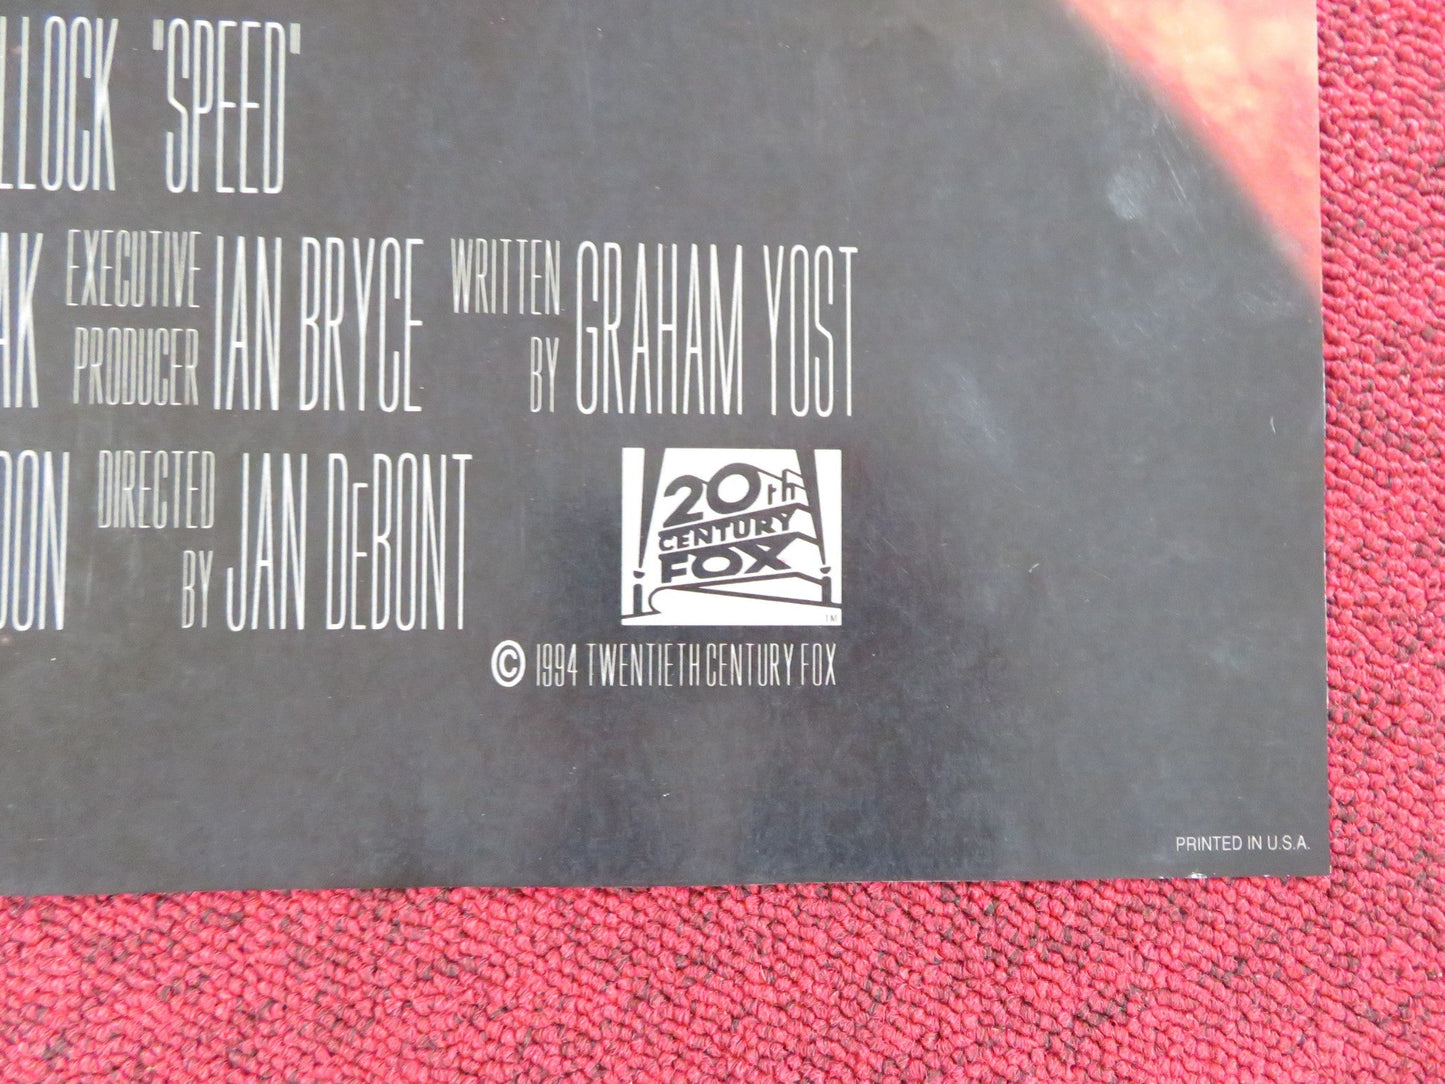 LLOCK "SPEED"
AK EXECUTIVE PRODUCER IAN BRYCE WRITTEN BY GRAHAM YOST
DON DIRECTED BY JAN DEBONT
20th
CENTURY
FOX
TM
© 1994 TWENTIETH CENTURY FOX
PRINTED IN U.S.A.